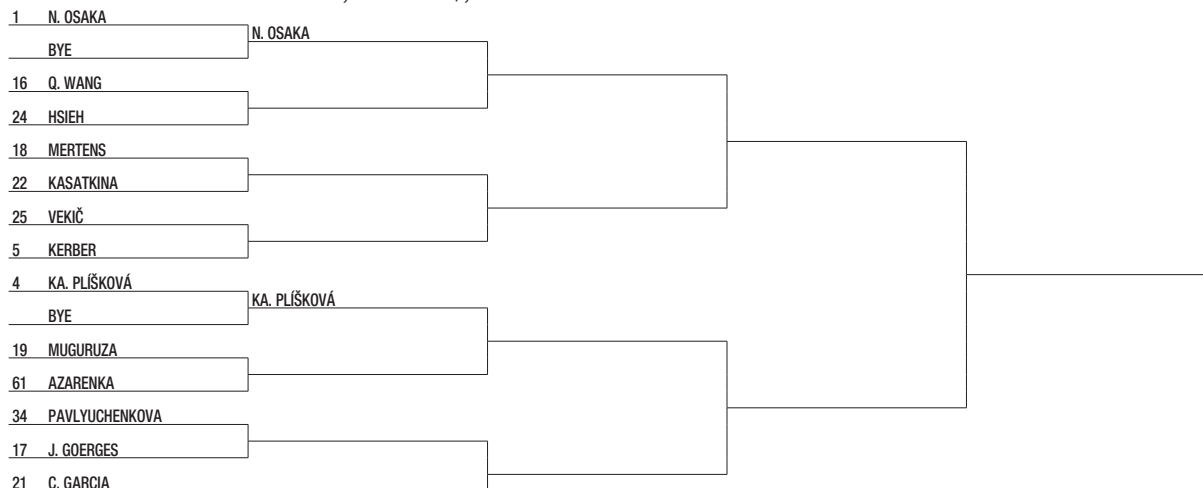 1 N. OSAKA
N. OSAKA
BYE
16 Q. WANG
24 HSIEH
18 MERTENS
22 KASATKINA
25 VEKIČ
5 KERBER
4 KA. PLÍŠKOVÁ
KA. PLÍŠKOVÁ
BYE
19 MUGURUZA
61 AZARENKA
34 PAVLYUCHENKOVA
17 J. GOERGES
21 C. GARCIA